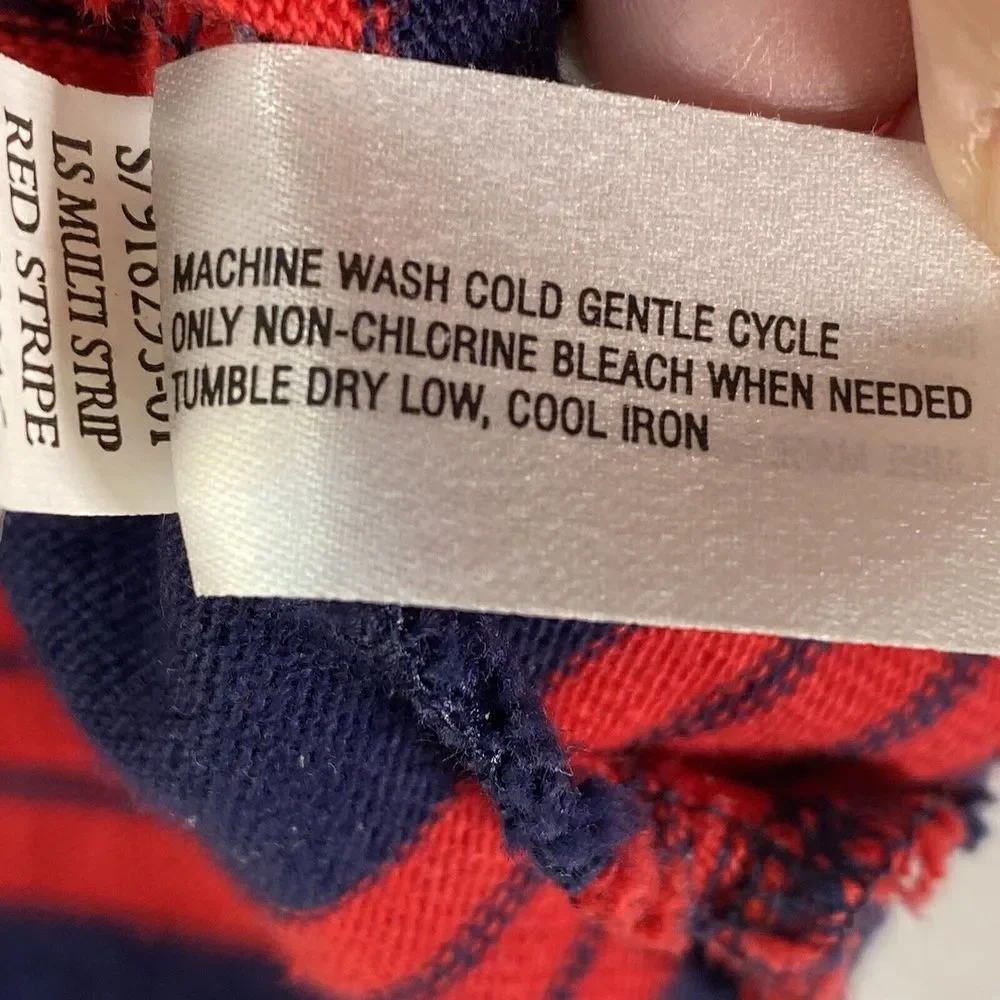 MACHINE WASH COLD GENTLE CYCLE
ONLY NON-CHLORINE BLEACH WHEN NEEDED
TUMBLE DRY LOW, COOL IRON
LS MULTI STRIP
RED STRIPE